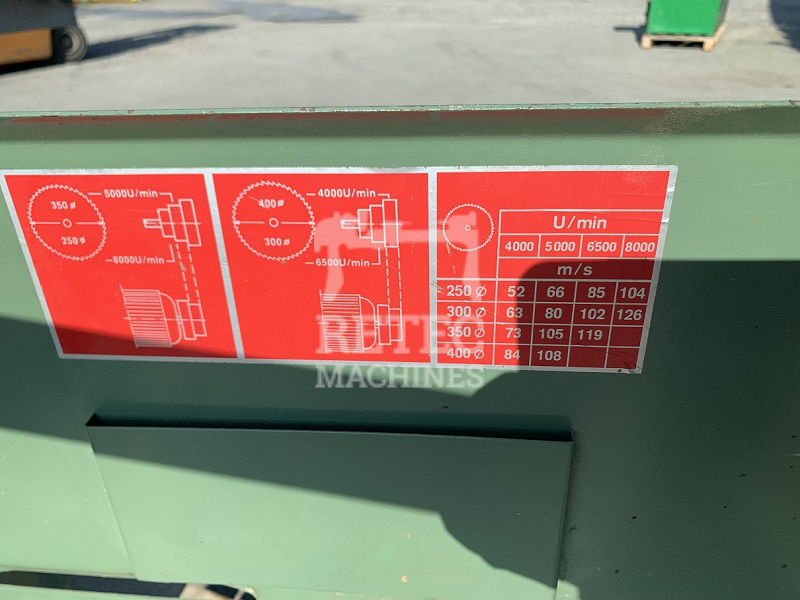 5000U/min
350 ø
250 ø
8000U/min
4000U/min
400 ø
300 ø
6500U/min
U/min
4000 5000 6500 8000
m/s
250 ø 52 66 85 104
300 ø 63 80 102 126
350 ø 73 105 119
400 ø 84 108
RETEC
MACHINES